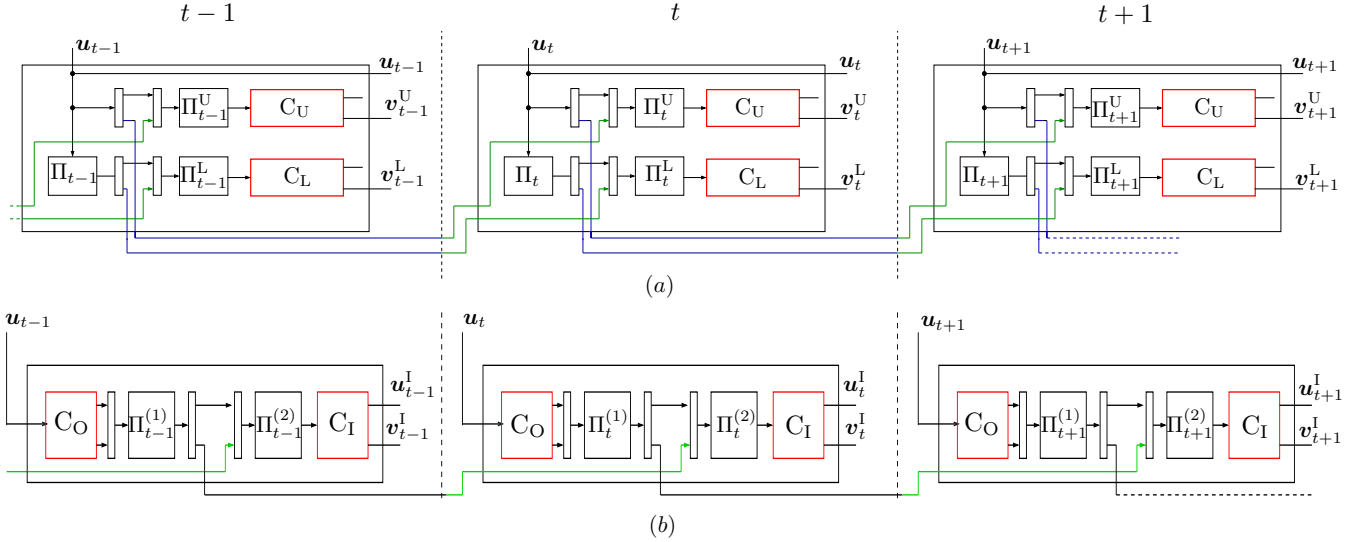 t − 1 t t + 1
u_{t−1} u_t u_{t+1}
u_{t−1} u_t u_{t+1}
Π^U_{t−1} C_U v^U_{t−1} Π^U_t C_U v^U_t Π^U_{t+1} C_U v^U_{t+1}
Π_{t−1} Π^L_{t−1} C_L v^L_{t−1} Π_t Π^L_t C_L v^L_t Π_{t+1} Π^L_{t+1} C_L v^L_{t+1}
(a)
u_{t−1} u_t u_{t+1}
u^I_{t−1} u^I_t u^I_{t+1}
C_O Π^{(1)}_{t−1} Π^{(2)}_{t−1} C_I v^I_{t−1} C_O Π^{(1)}_t Π^{(2)}_t C_I v^I_t C_O Π^{(1)}_{t+1} Π^{(2)}_{t+1} C_I v^I_{t+1}
(b)